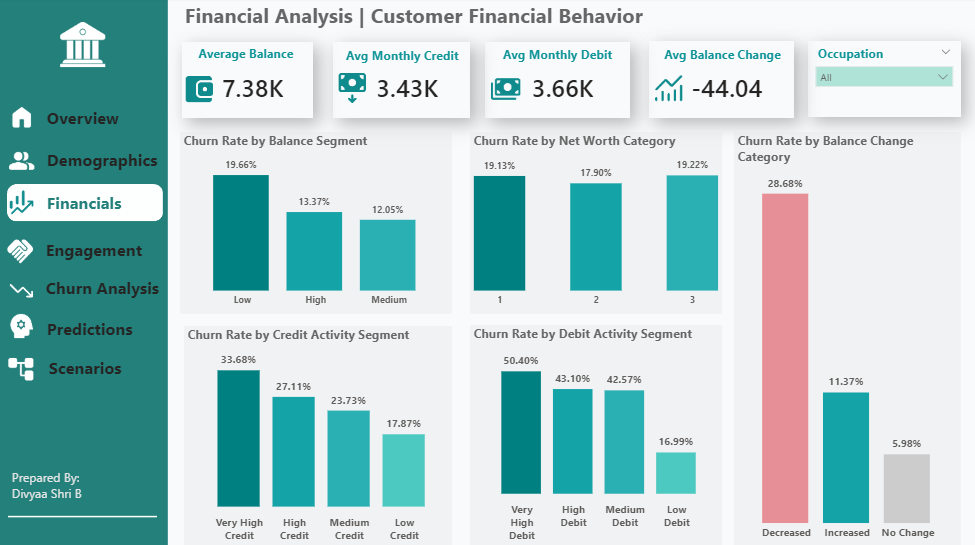 Financial Analysis | Customer Financial Behavior
Overview
Demographics
Financials
Engagement
Churn Analysis
Predictions
Scenarios
Prepared By:
Divyaa Shri B
Average Balance
7.38K
Avg Monthly Credit
3.43K
Avg Monthly Debit
3.66K
Avg Balance Change
-44.04
Occupation
All
Churn Rate by Balance Segment
19.66%
13.37%
12.05%
Low
High
Medium
Churn Rate by Net Worth Category
19.13%
17.90%
19.22%
1
2
3
Churn Rate by Balance Change
Category
28.68%
11.37%
5.98%
Decreased
Increased
No Change
Churn Rate by Credit Activity Segment
33.68%
27.11%
23.73%
17.87%
Very High
Credit
High
Credit
Medium
Credit
Low
Credit
Churn Rate by Debit Activity Segment
50.40%
43.10%
42.57%
16.99%
Very
High
Debit
High
Debit
Medium
Debit
Low
Debit